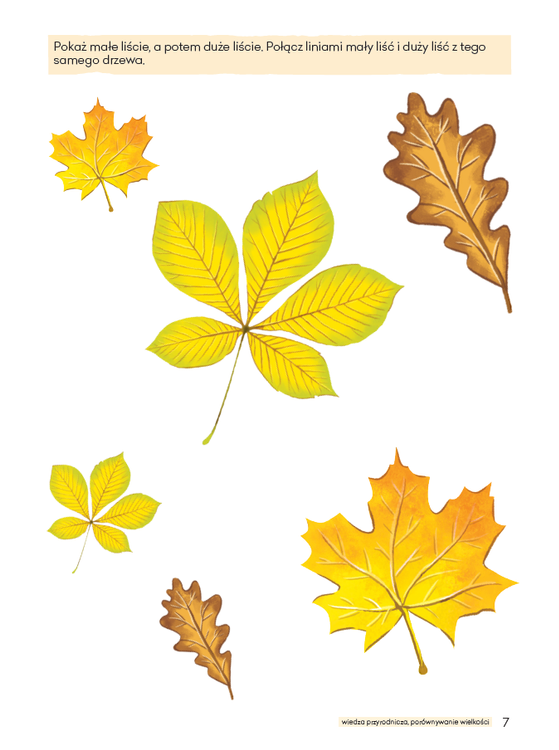 Pokaż małe liście, a potem duże liście. Połącz liniami mały liść i duży liść z tego
samego drzewa.
wiedza przyrodnicza, porównywanie wielkości 7